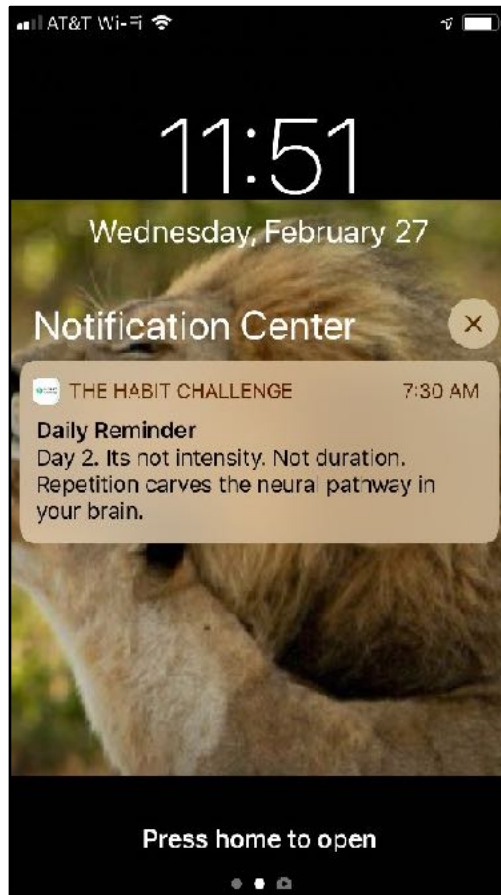 AT&T Wi-Fi
11:51
Wednesday, February 27
Notification Center
THE HABIT CHALLENGE 7:30 AM
Daily Reminder
Day 2. Its not intensity. Not duration.
Repetition carves the neural pathway in
your brain.
Press home to open